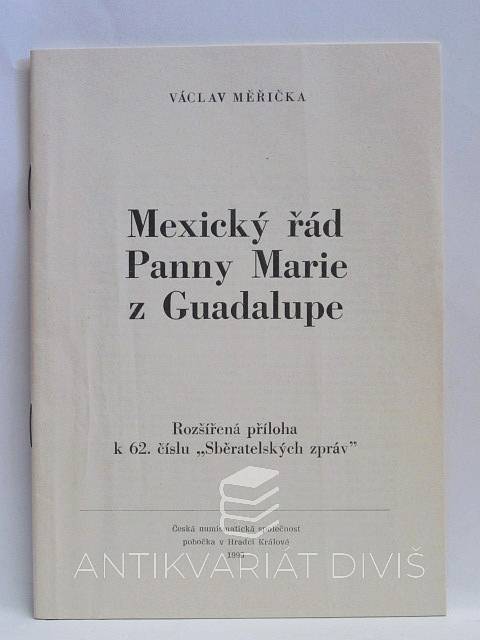 VÁCLAV MĚŘIČKA
Mexický řád
Panny Marie
z Guadalupe
Rozšířená příloha
k 62. číslu „Sběratelských zpráv”
Česká numismatická společnost
pobočka v Hradci Králové
ANTIKVARIÁT DIVIŠ